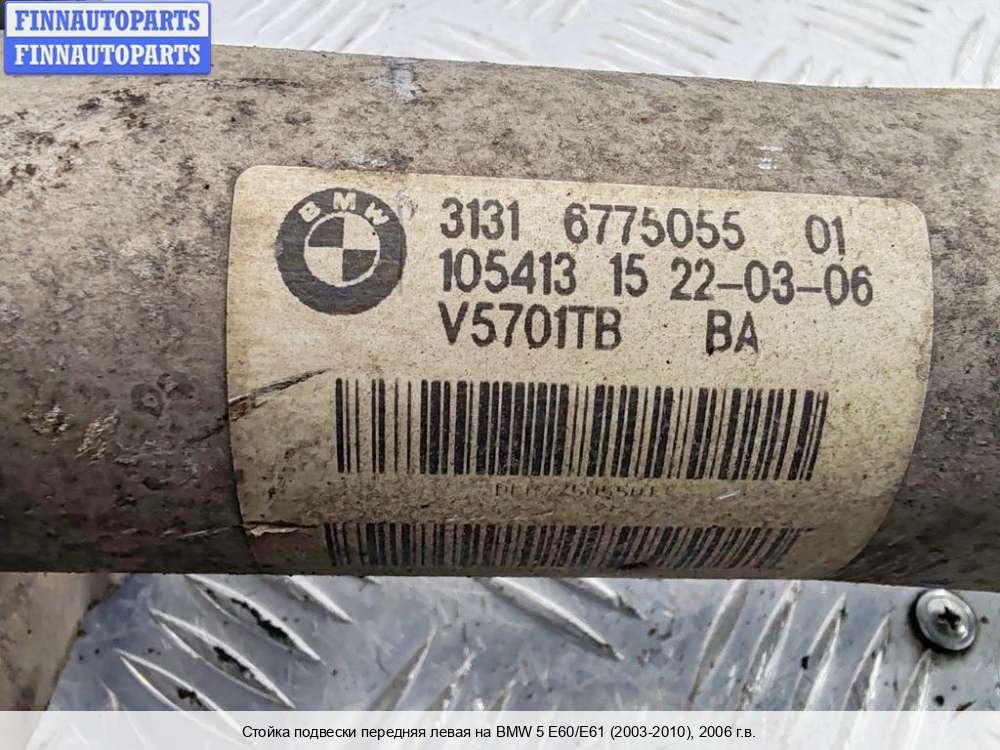 FINNAUTOPARTS
FINNAUTOPARTS
BMW
3131 6775055 01
105413 15 22-03-06
V5701TB BA
Стойка подвески передняя левая на BMW 5 E60/E61 (2003-2010), 2006 г.в.